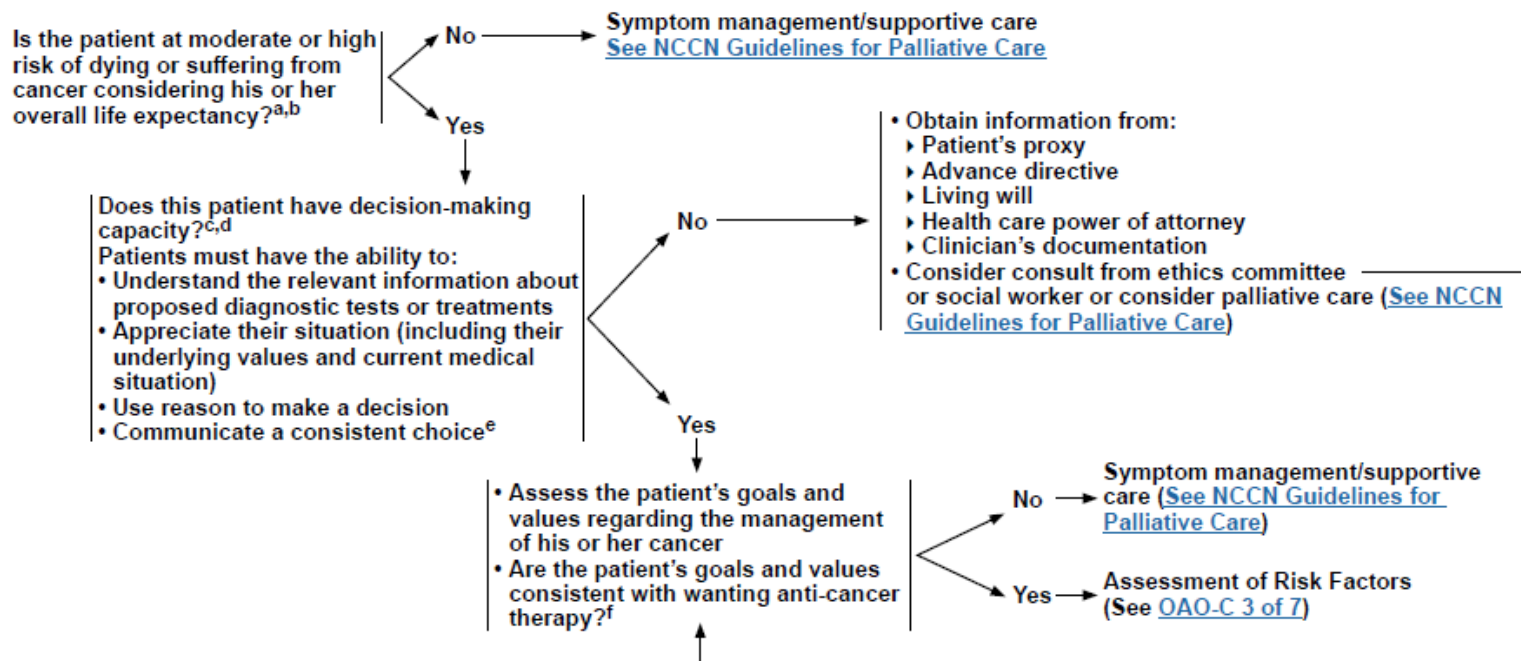 Is the patient at moderate or high
risk of dying or suffering from
cancer considering his or her
overall life expectancy?a,b
No
Symptom management/supportive care
See NCCN Guidelines for Palliative Care
Yes
Does this patient have decision-making
capacity?c,d
Patients must have the ability to:
• Understand the relevant information about
proposed diagnostic tests or treatments
• Appreciate their situation (including their
underlying values and current medical
situation)
• Use reason to make a decision
• Communicate a consistent choicee
No
• Obtain information from:
‣ Patient's proxy
‣ Advance directive
‣ Living will
‣ Health care power of attorney
‣ Clinician's documentation
• Consider consult from ethics committee
or social worker or consider palliative care (See NCCN
Guidelines for Palliative Care)
Yes
• Assess the patient's goals and
values regarding the management
of his or her cancer
• Are the patient's goals and values
consistent with wanting anti-cancer
therapy?f
No
Symptom management/supportive
care (See NCCN Guidelines for
Palliative Care)
Yes
Assessment of Risk Factors
(See OAO-C 3 of 7)